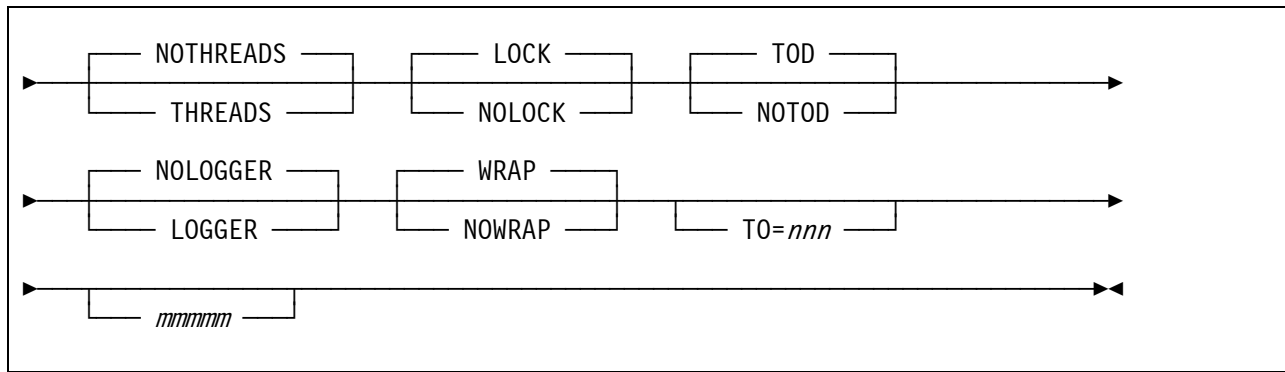 NOTHREADS LOCK TOD
THREADS NOLOCK NOTOD
NOLOGGER WRAP
LOGGER NOWRAP TO=nnn
mmmmm